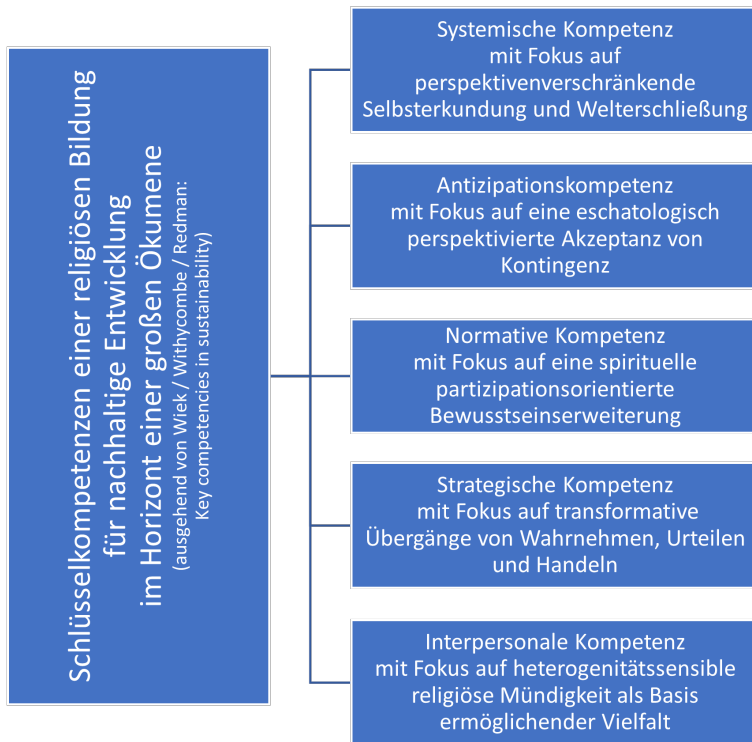 Schlüsselkompetenzen einer religiösen Bildung
für nachhaltige Entwicklung
im Horizont einer großen Ökumene
(ausgehend von Wiek / Withycombe / Redman:
Key competencies in sustainability)
Systemische Kompetenz
mit Fokus auf
perspektivenverschränkende
Selbsterkundung und Welterschließung
Antizipationskompetenz
mit Fokus auf eine eschatologisch
perspektivierte Akzeptanz von
Kontingenz
Normative Kompetenz
mit Fokus auf eine spirituelle
partizipationsorientierte
Bewusstseinserweiterung
Strategische Kompetenz
mit Fokus auf transformative
Übergänge von Wahrnehmen, Urteilen
und Handeln
Interpersonale Kompetenz
mit Fokus auf heterogenitätssensible
religiöse Mündigkeit als Basis
ermöglichender Vielfalt